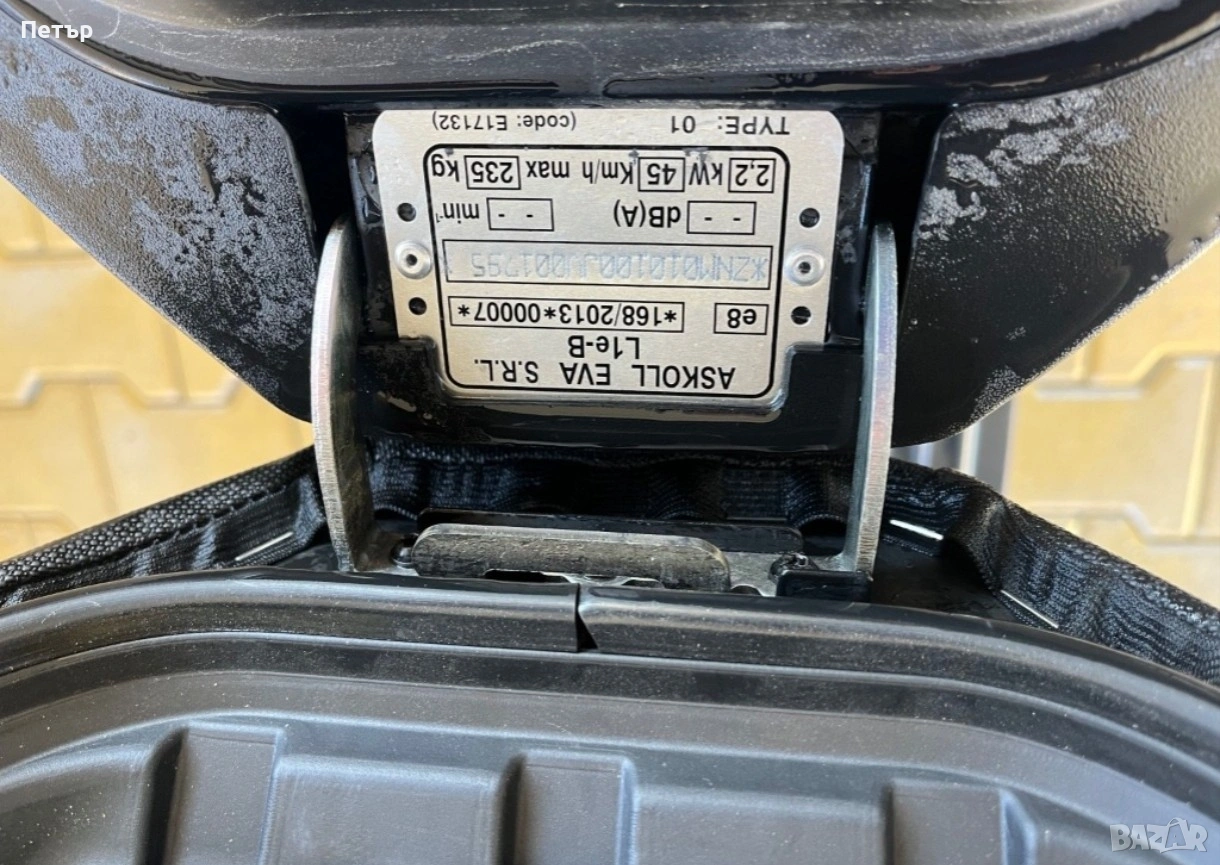 Петър
ASKOLL EVA S.R.L.
L1e-B
e8 *168/2013*00007*
*ZNM010100JU001795 *
- - dB(A) - - min⁻¹
2,2 kW 45 Km/h max 235 kg
TYPE: 01 (code: E17132)
BAZAR